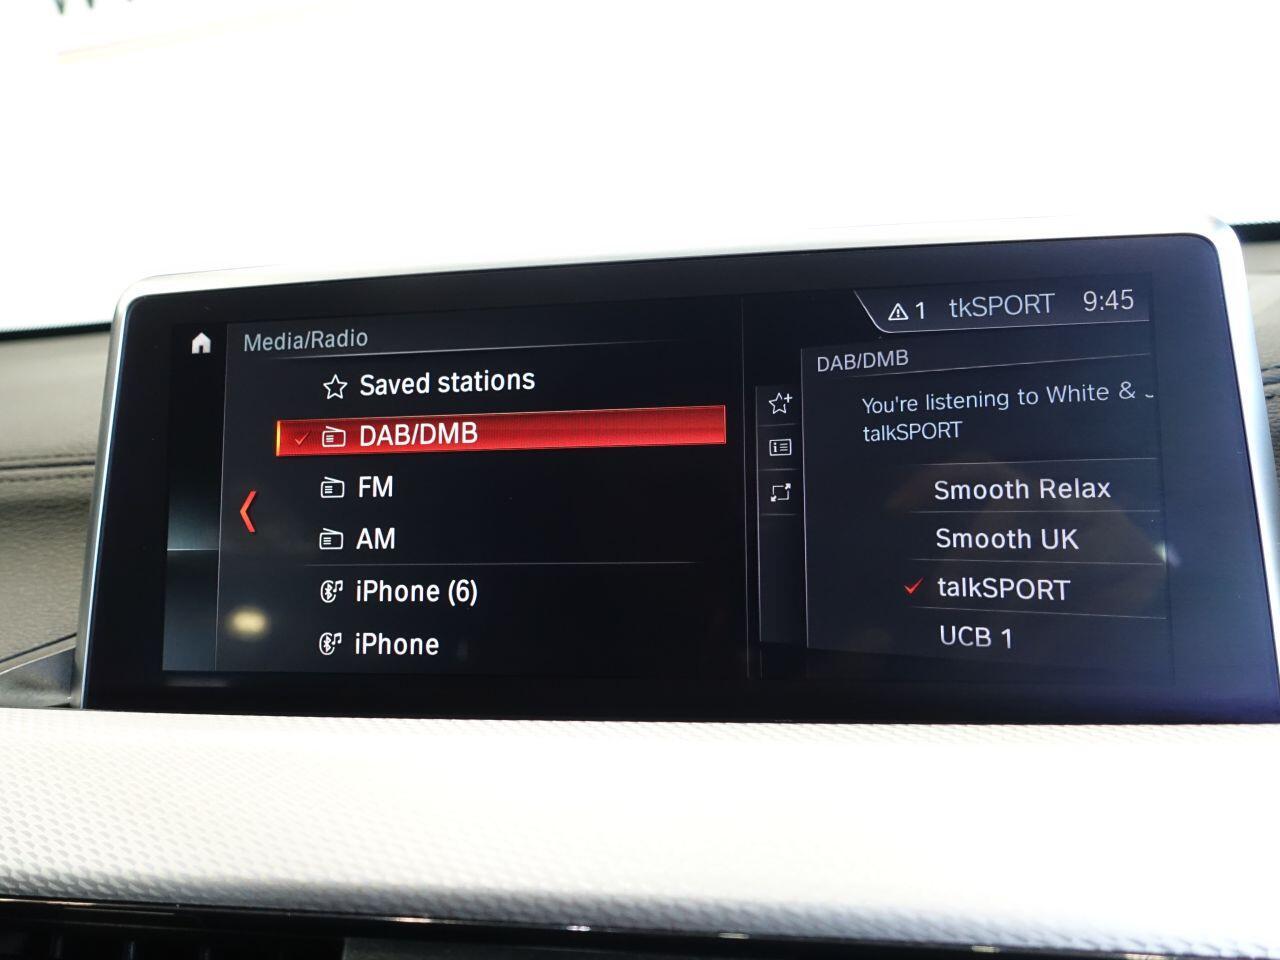 Media/Radio
Saved stations
DAB/DMB
FM
AM
iPhone (6)
iPhone
1 tkSPORT 9:45
DAB/DMB
You're listening to White &
talkSPORT
Smooth Relax
Smooth UK
talkSPORT
UCB 1